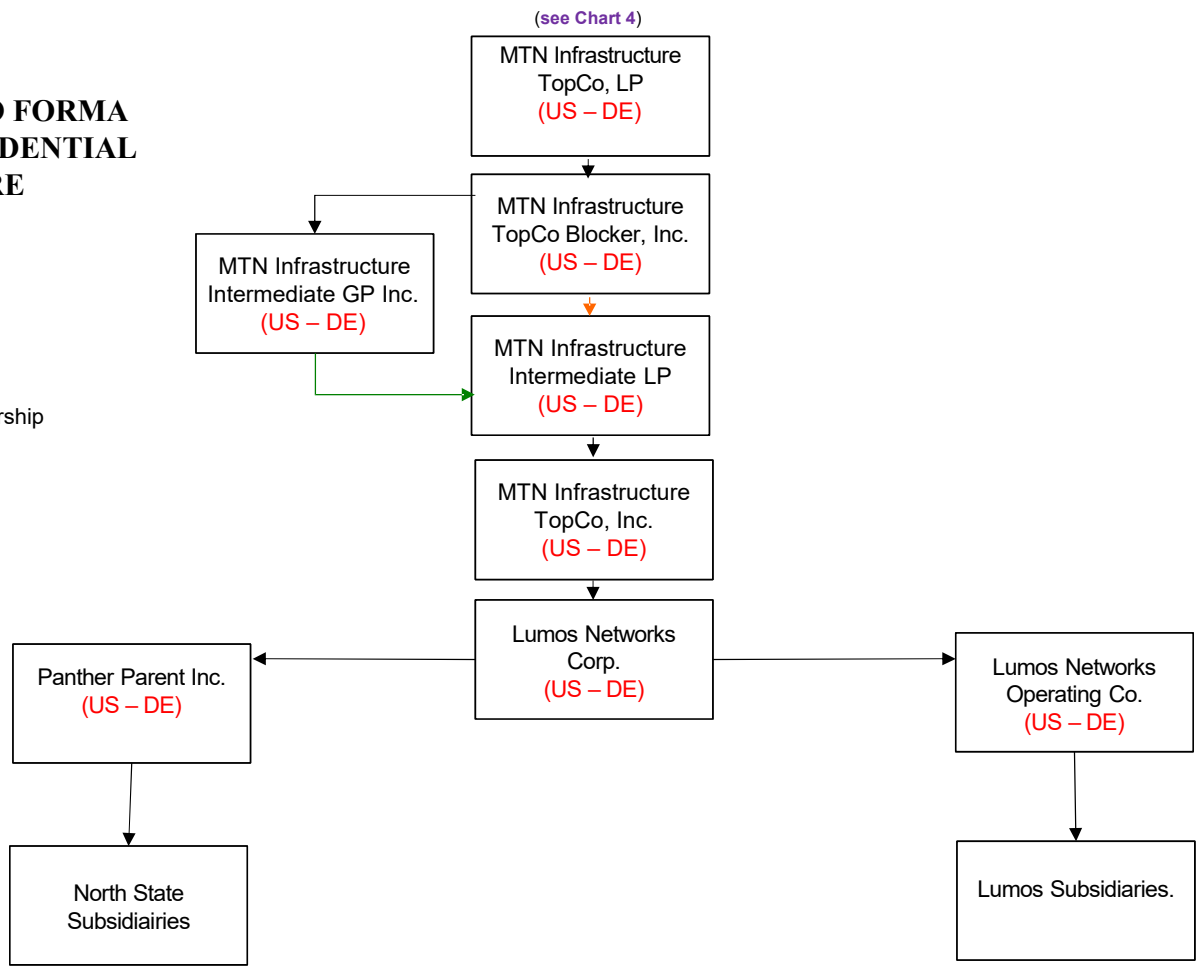 (see Chart 4)
MTN Infrastructure
TopCo, LP
(US – DE)
O FORMA
DENTIAL
RE
MTN Infrastructure
TopCo Blocker, Inc.
(US – DE)
MTN Infrastructure
Intermediate GP Inc.
(US – DE)
MTN Infrastructure
Intermediate LP
(US – DE)
rship
MTN Infrastructure
TopCo, Inc.
(US – DE)
Lumos Networks
Corp.
(US – DE)
Panther Parent Inc.
(US – DE)
Lumos Networks
Operating Co.
(US – DE)
North State
Subsidiairies
Lumos Subsidiaries.